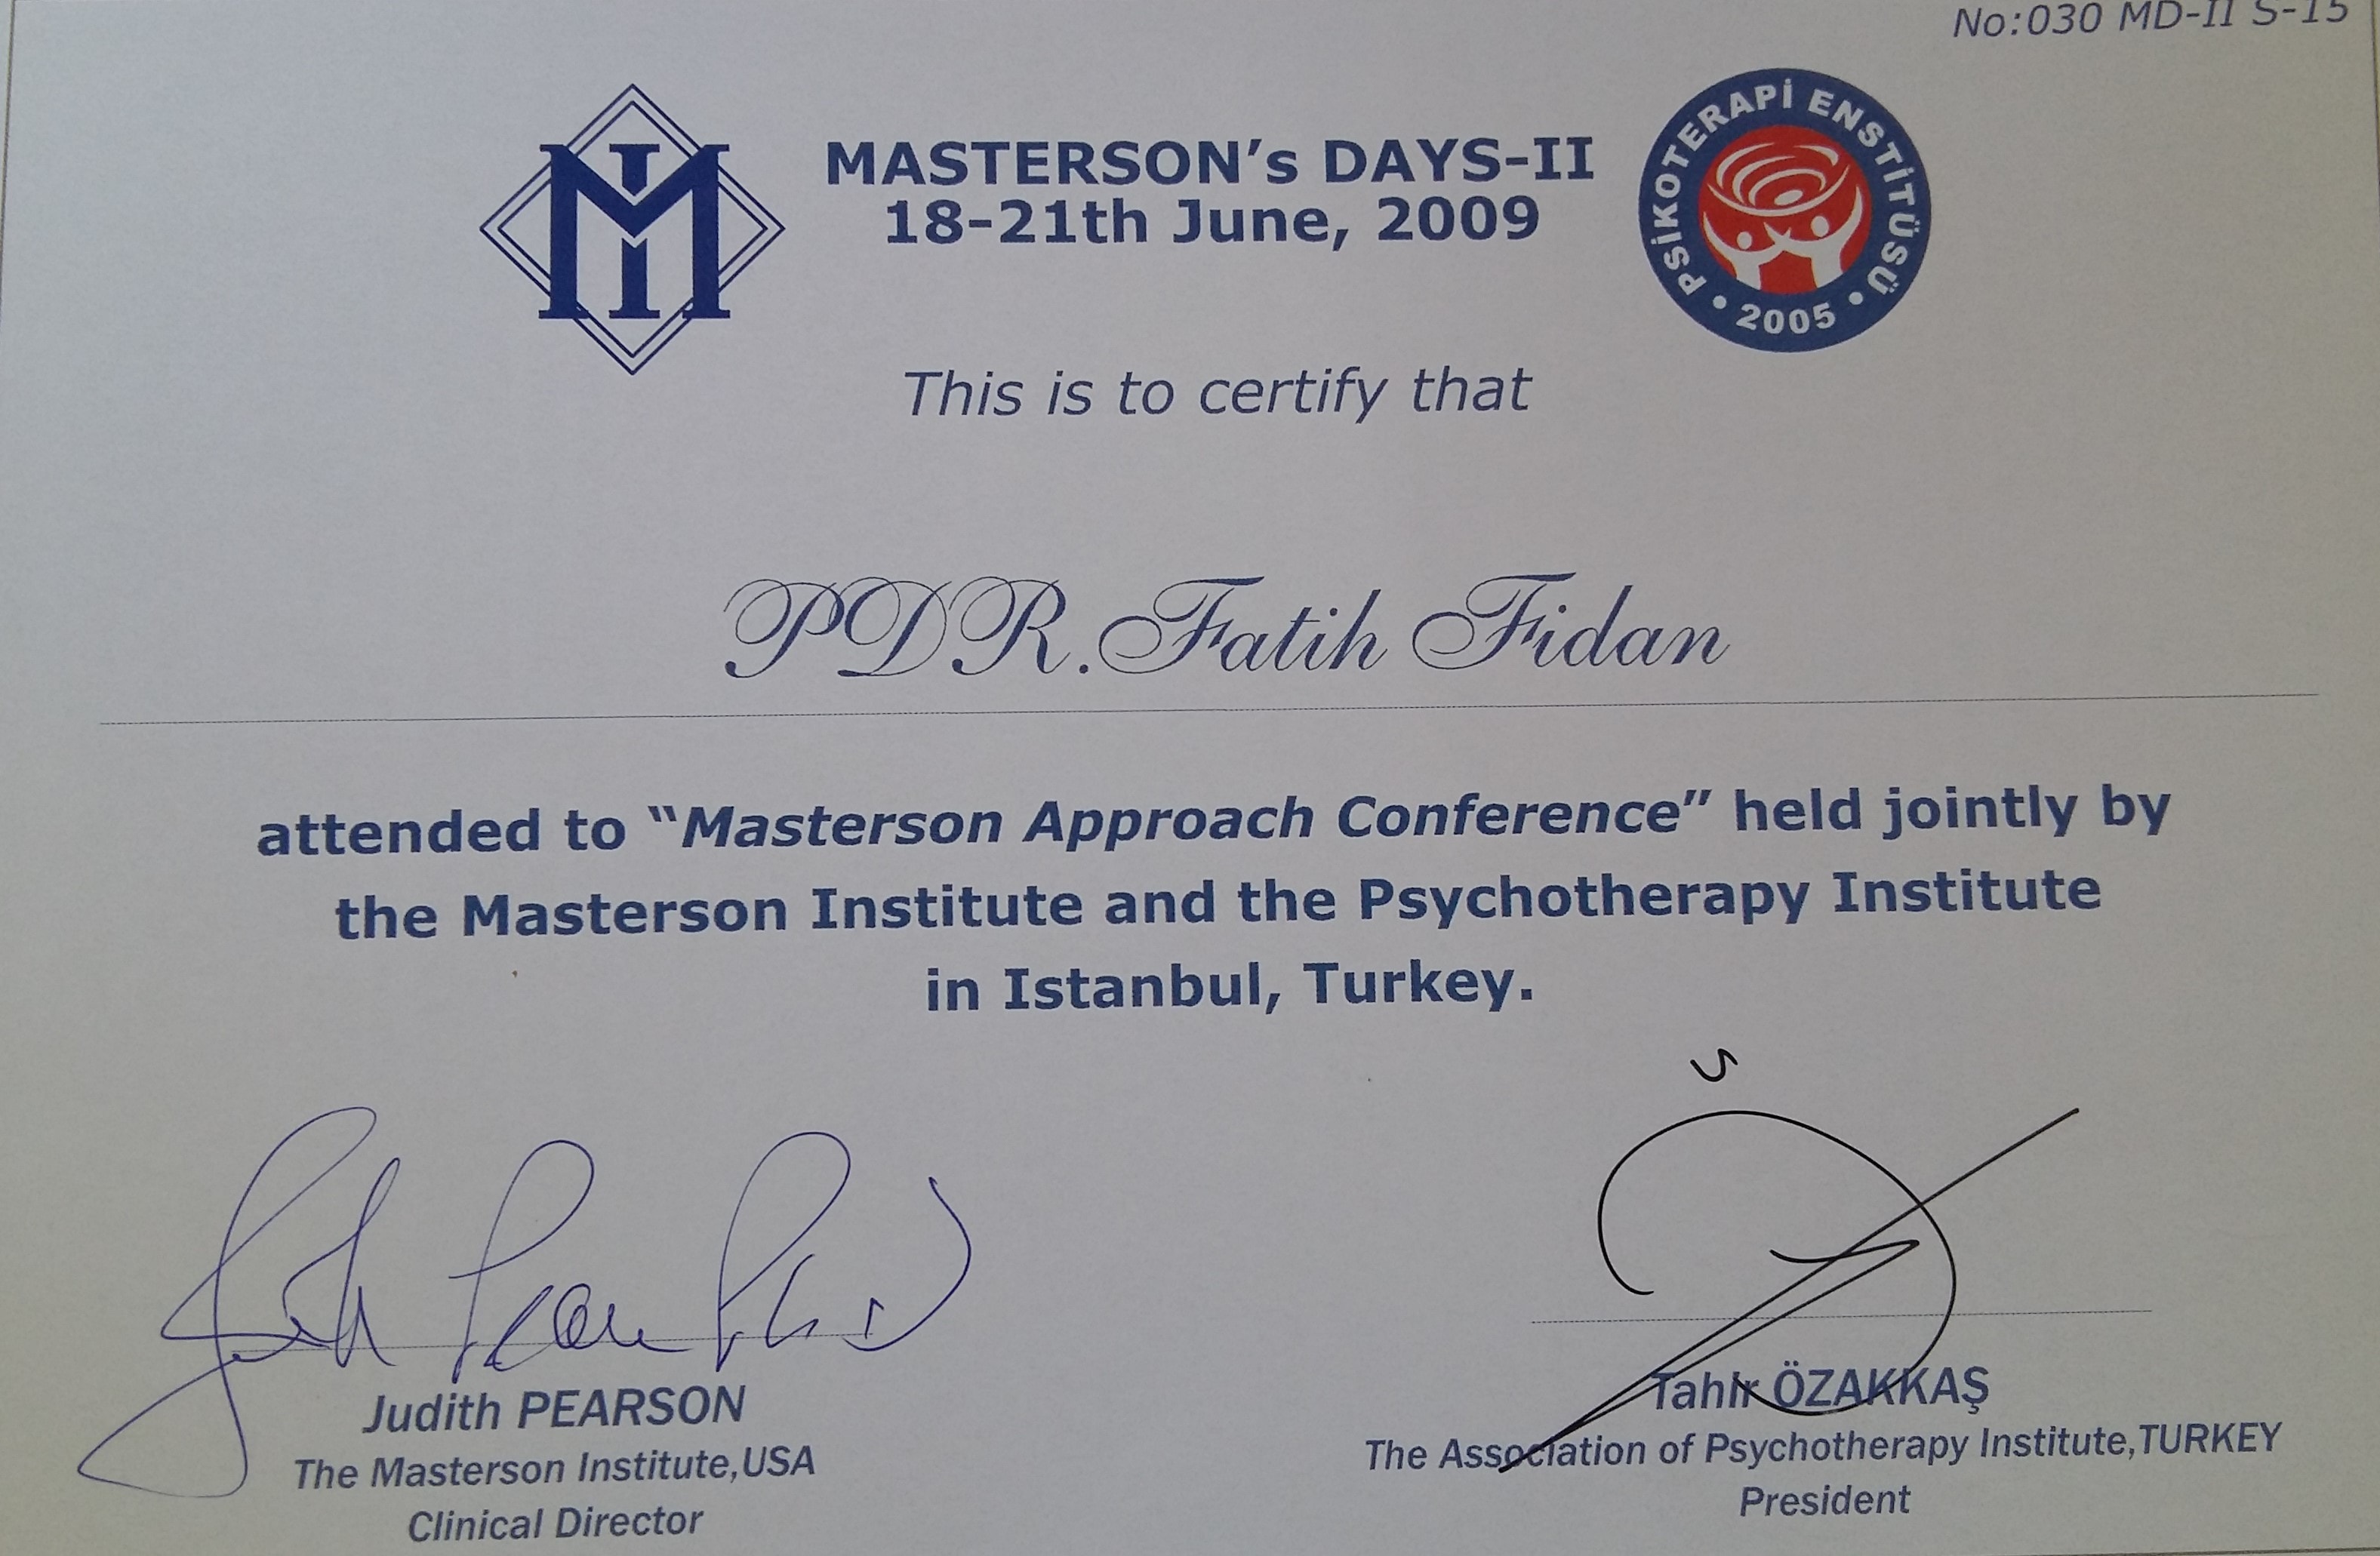 No:030 MD-II S-15
MASTERSON's DAYS-II
18-21th June, 2009
MI
PSİKOTERAPİ ENSTİTÜSÜ • 2005 •
This is to certify that
PDR.Fatih Fidan
attended to “Masterson Approach Conference” held jointly by
the Masterson Institute and the Psychotherapy Institute
in Istanbul, Turkey.
Judith PEARSON
The Masterson Institute,USA
Clinical Director
Tahir ÖZAKKAŞ
The Association of Psychotherapy Institute,TURKEY
President